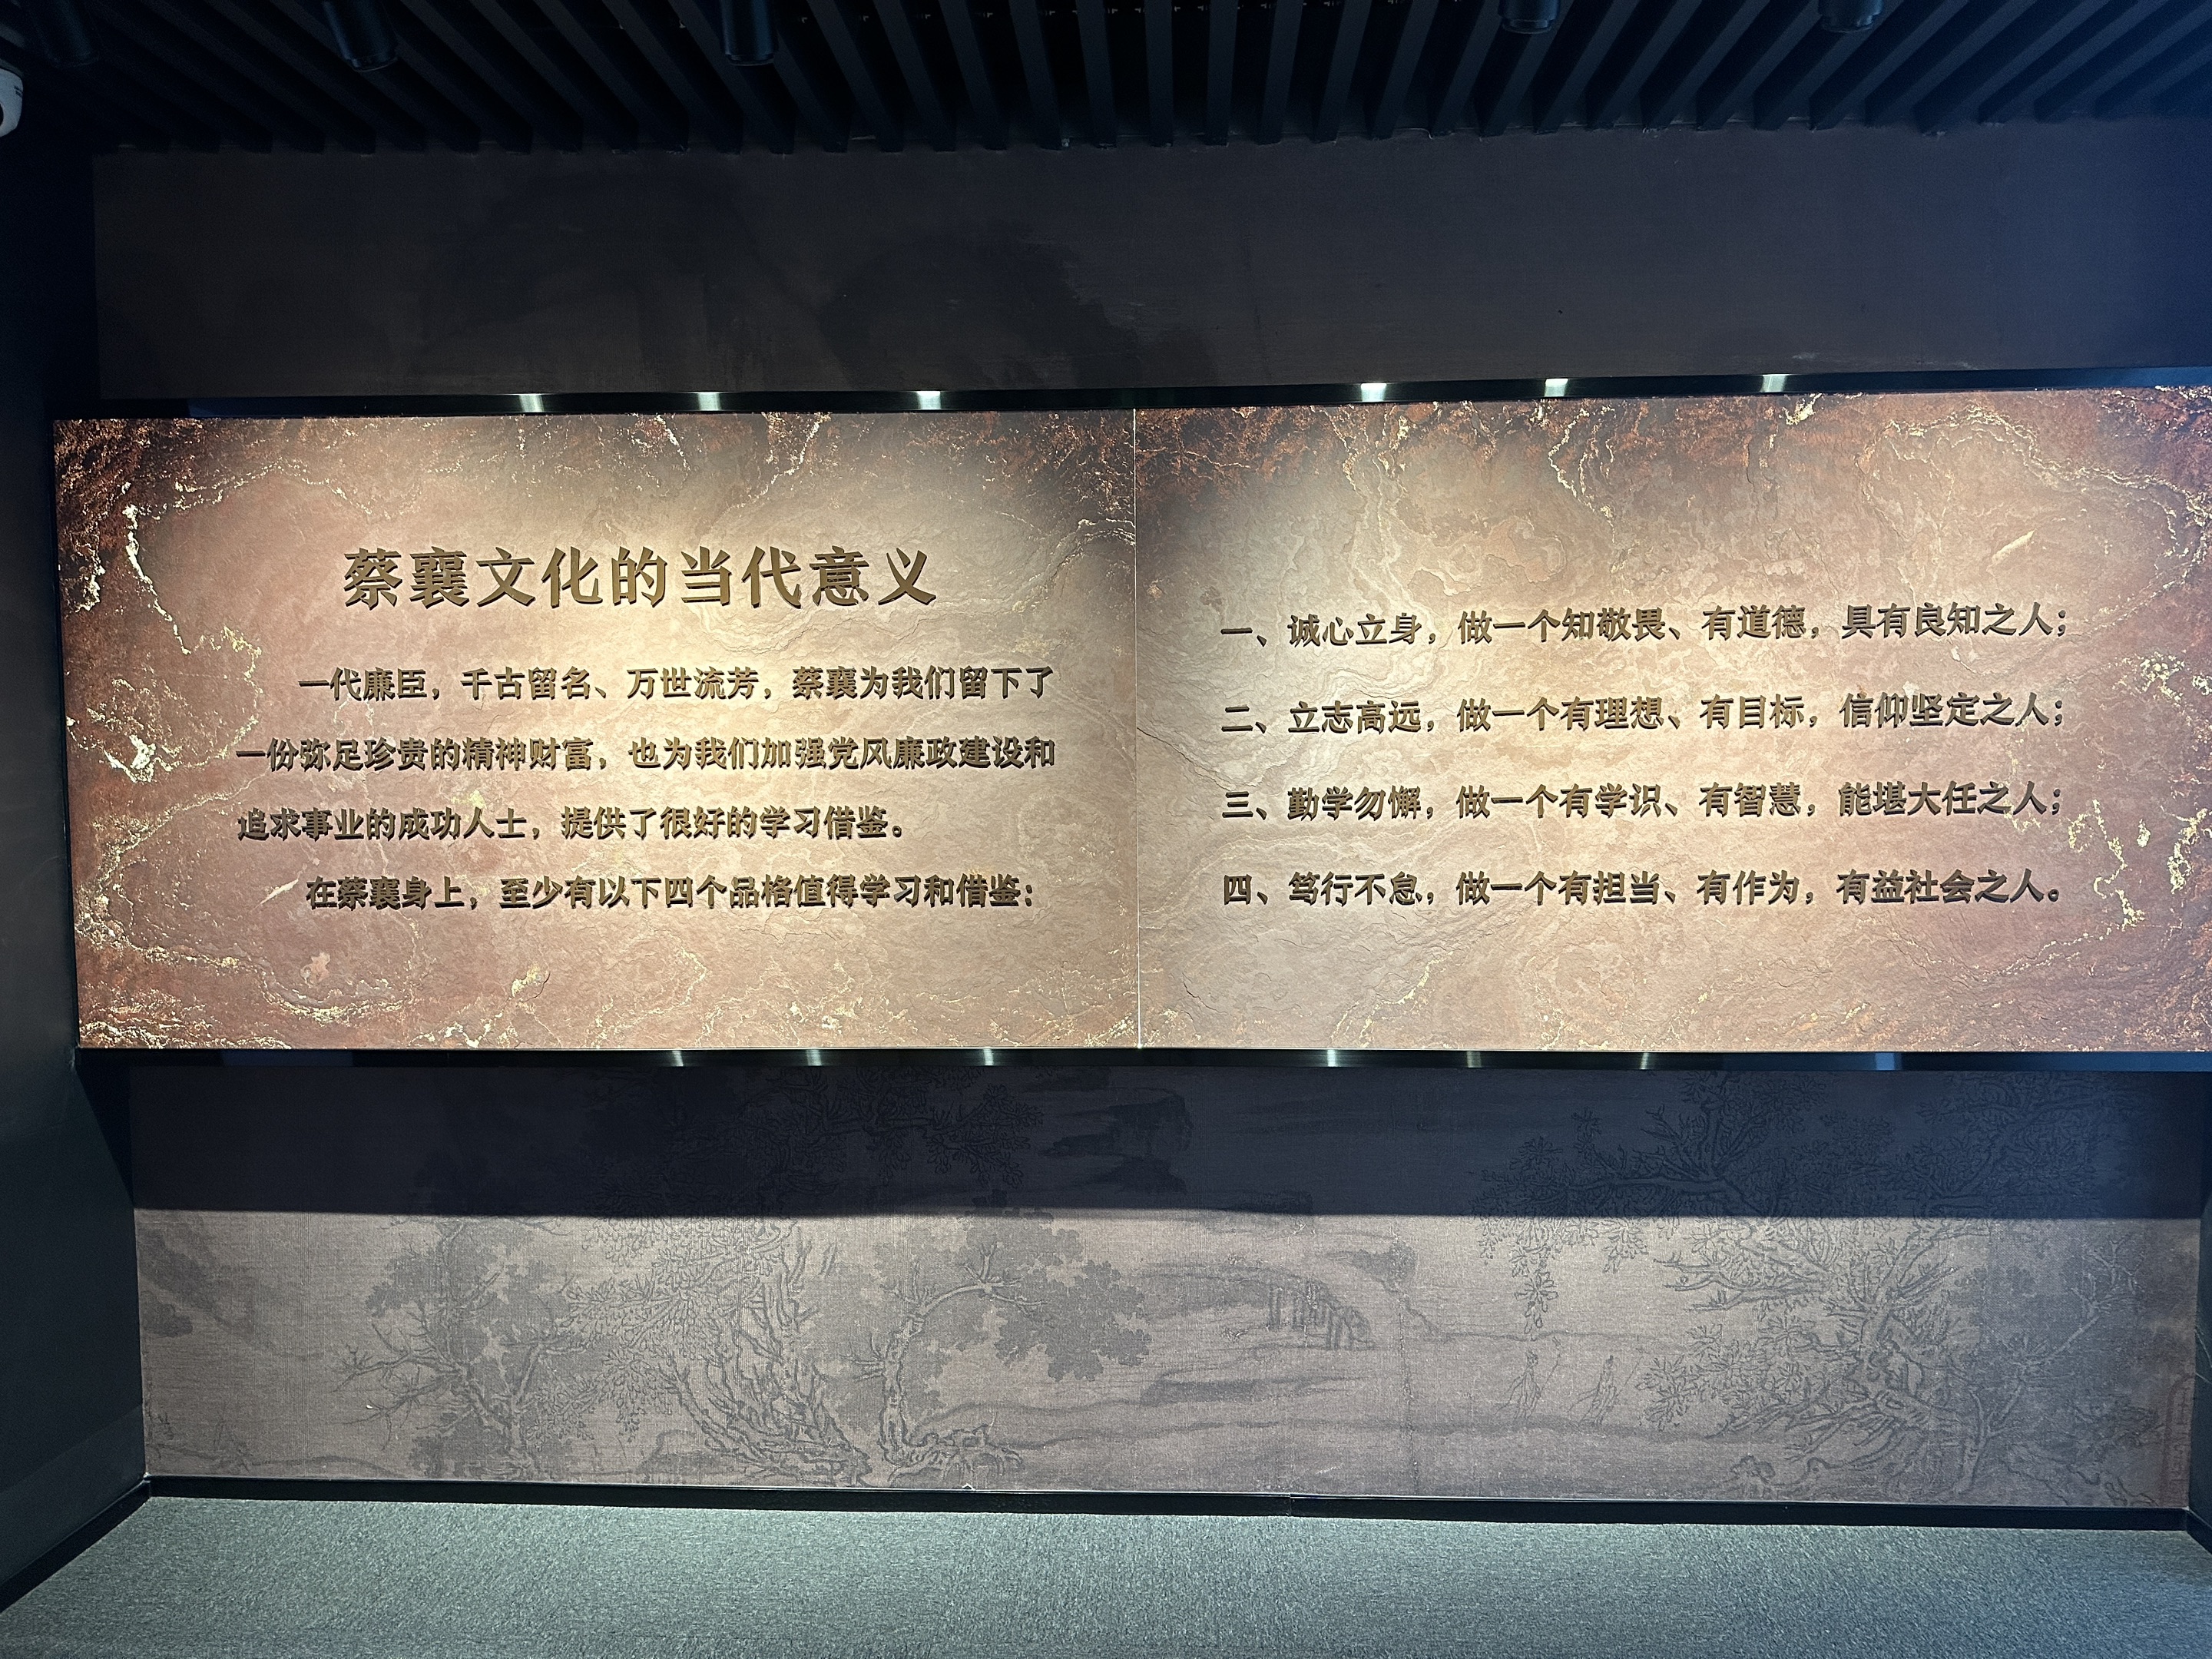 蔡襄文化的当代意义
一代廉臣，千古留名、万世流芳，蔡襄为我们留下了
一份弥足珍贵的精神财富，也为我们加强党风廉政建设和
追求事业的成功人士，提供了很好的学习借鉴。
在蔡襄身上，至少有以下四个品格值得学习和借鉴：
一、诚心立身，做一个知敬畏、有道德，具有良知之人；
二、立志高远，做一个有理想、有目标，信仰坚定之人；
三、勤学勿懈，做一个有学识、有智慧，能堪大任之人；
四、笃行不怠，做一个有担当、有作为，有益社会之人。